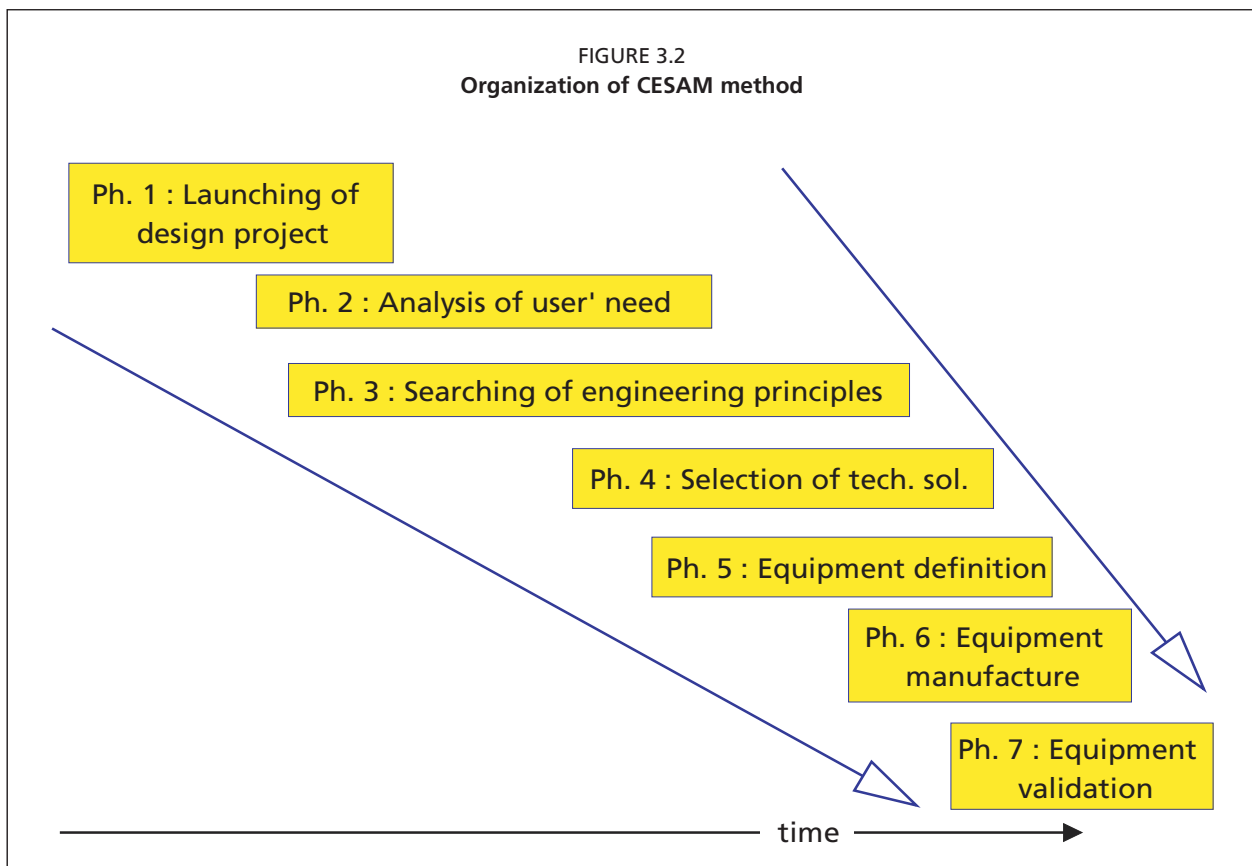 FIGURE 3.2
Organization of CESAM method
Ph. 1 : Launching of
design project
Ph. 2 : Analysis of user' need
Ph. 3 : Searching of engineering principles
Ph. 4 : Selection of tech. sol.
Ph. 5 : Equipment definition
Ph. 6 : Equipment
manufacture
Ph. 7 : Equipment
validation
time